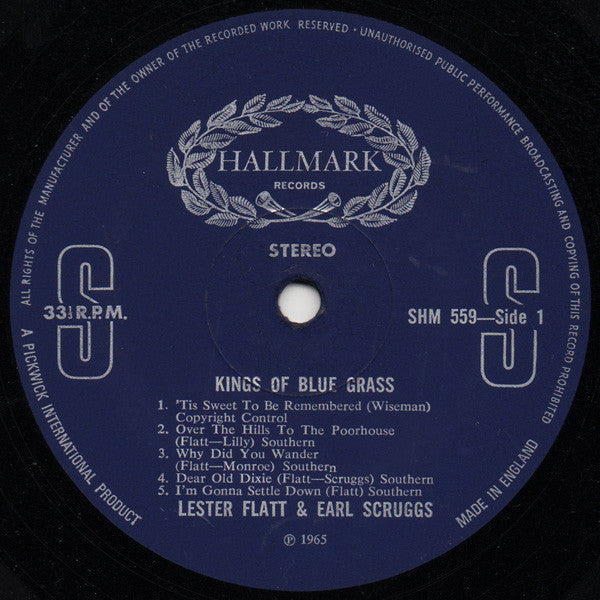 ALL RIGHTS OF THE MANUFACTURER AND OF THE OWNER OF THE RECORDED WORK RESERVED · UNAUTHORISED PUBLIC PERFORMANCE BROADCASTING AND COPYING OF THIS RECORD PROHIBITED
HALLMARK
RECORDS
STEREO
S
33⅓ R.P.M.
SHM 559—Side 1
S
KINGS OF BLUE GRASS
1. 'Tis Sweet To Be Remembered (Wiseman)
Copyright Control
2. Over The Hills To The Poorhouse
(Flatt—Lilly) Southern
3. Why Did You Wander
(Flatt—Monroe) Southern
4. Dear Old Dixie (Flatt—Scruggs) Southern
5. I'm Gonna Settle Down (Flatt) Southern
LESTER FLATT & EARL SCRUGGS
℗ 1965
A PICKWICK INTERNATIONAL PRODUCT
MADE IN ENGLAND